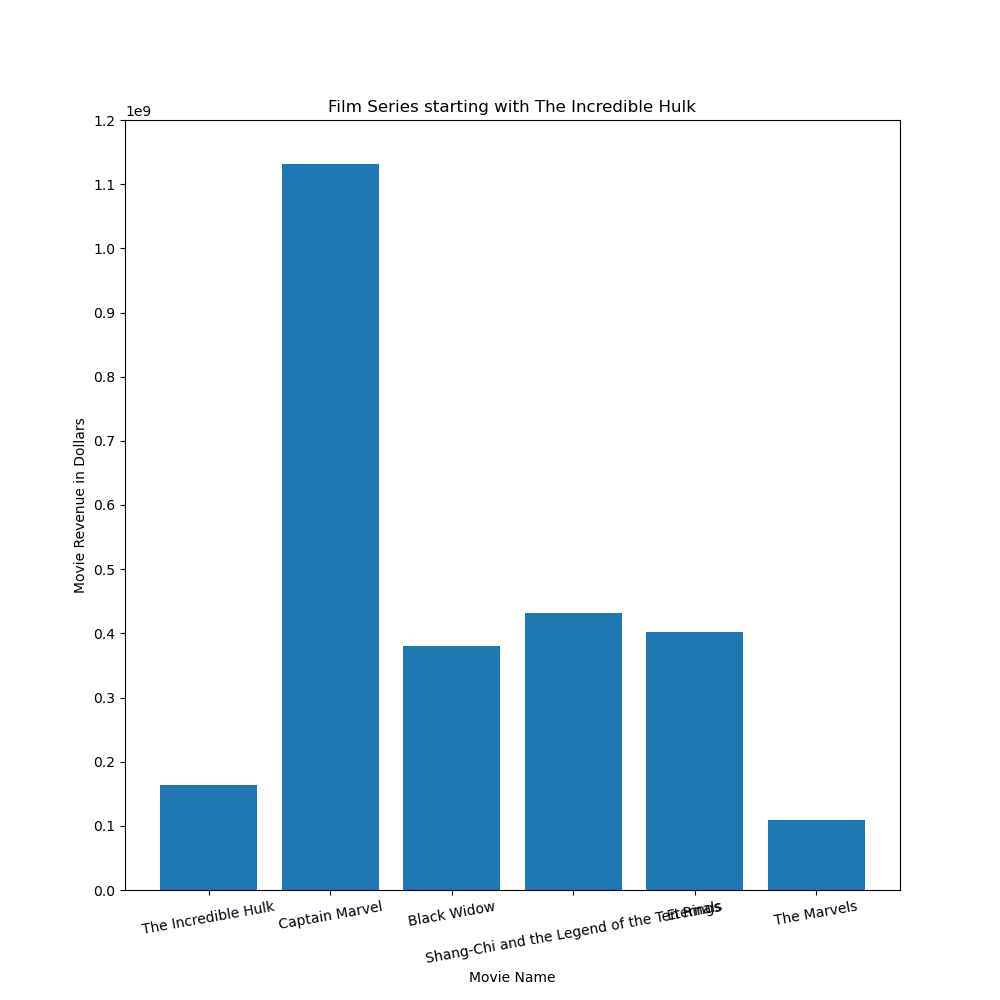 Film Series starting with The Incredible Hulk
1e9
1.2
1.1
1.0
0.9
0.8
0.7
0.6
0.5
0.4
0.3
0.2
0.1
0.0
Movie Revenue in Dollars
The Incredible Hulk
Captain Marvel
Black Widow
Shang-Chi and the Legend of the Ten Rings
Eternals
The Marvels
Movie Name